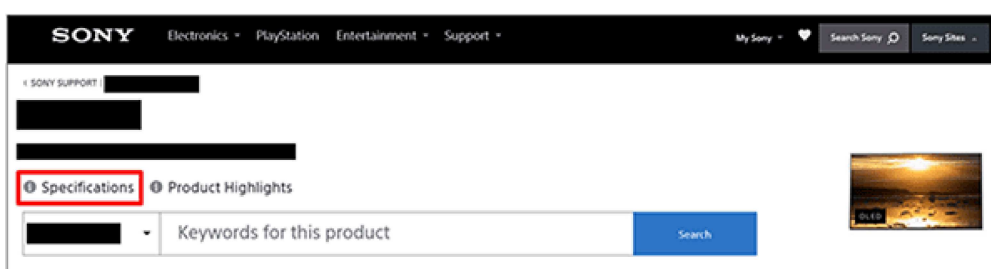 SONY Electronics PlayStation Entertainment Support My Sony Search Sony Sony Sites
< SONY SUPPORT |
Specifications Product Highlights
OLED
Keywords for this product Search